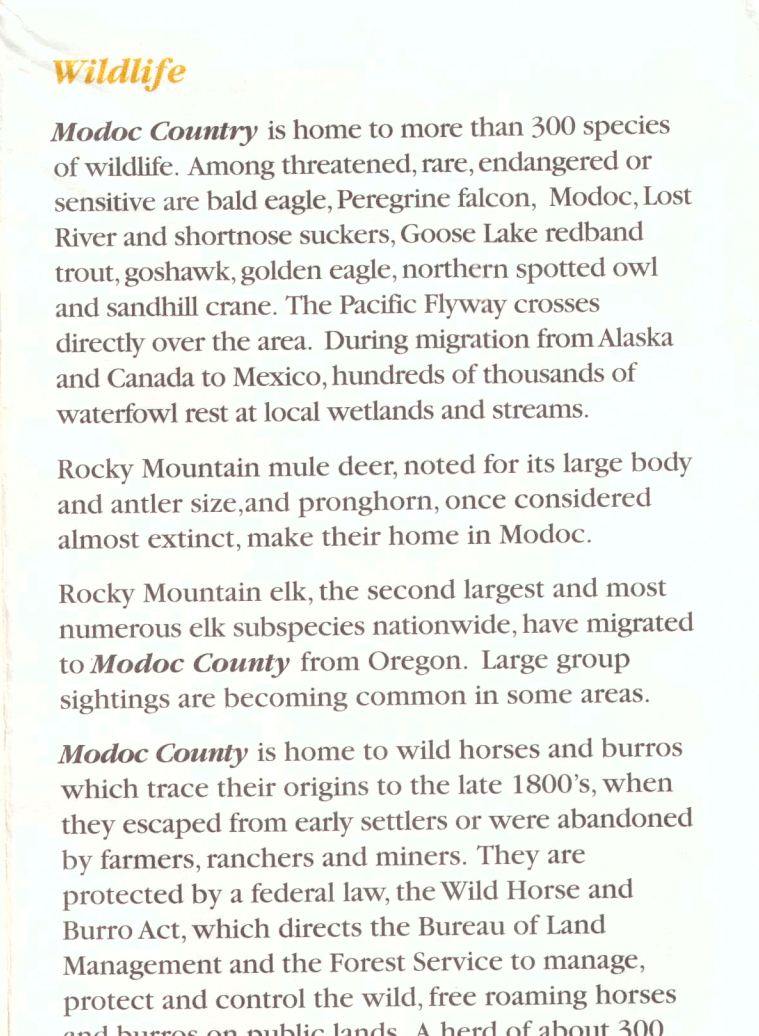 Wildlife
Modoc Country is home to more than 300 species
of wildlife. Among threatened, rare, endangered or
sensitive are bald eagle, Peregrine falcon, Modoc, Lost
River and shortnose suckers, Goose Lake redband
trout, goshawk, golden eagle, northern spotted owl
and sandhill crane. The Pacific Flyway crosses
directly over the area. During migration from Alaska
and Canada to Mexico, hundreds of thousands of
waterfowl rest at local wetlands and streams.
Rocky Mountain mule deer, noted for its large body
and antler size,and pronghorn, once considered
almost extinct, make their home in Modoc.
Rocky Mountain elk, the second largest and most
numerous elk subspecies nationwide, have migrated
to Modoc County from Oregon. Large group
sightings are becoming common in some areas.
Modoc County is home to wild horses and burros
which trace their origins to the late 1800's, when
they escaped from early settlers or were abandoned
by farmers, ranchers and miners. They are
protected by a federal law, the Wild Horse and
Burro Act, which directs the Bureau of Land
Management and the Forest Service to manage,
protect and control the wild, free roaming horses
and burros on public lands. A herd of about 300